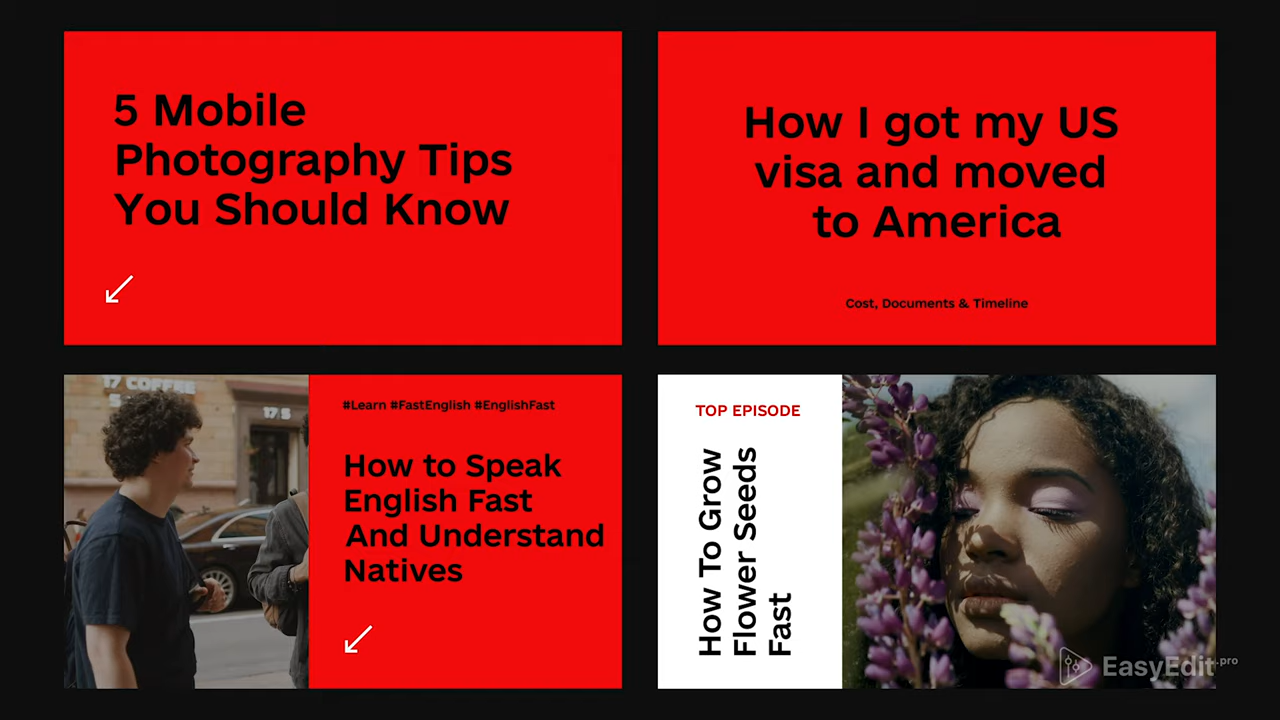 5 Mobile
Photography Tips
You Should Know
How I got my US
visa and moved
to America
Cost, Documents & Timeline
17 COFFEE
17 S
#Learn #FastEnglish #EnglishFast
How to Speak
English Fast
And Understand
Natives
TOP EPISODE
How To Grow
Flower Seeds
Fast
EasyEdit.pro